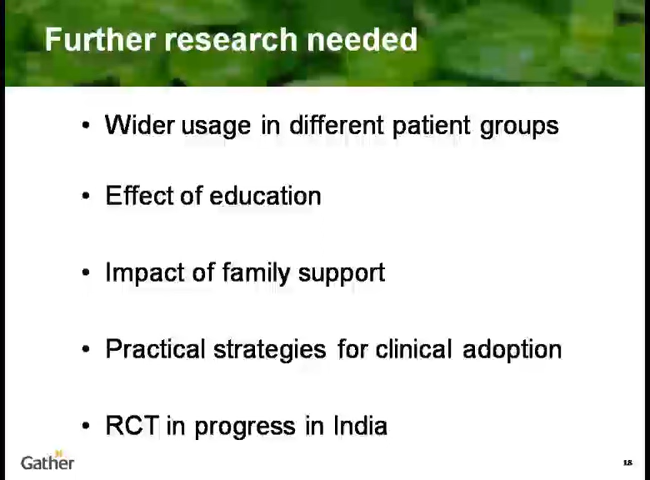 Further research needed
• Wider usage in different patient groups
• Effect of education
• Impact of family support
• Practical strategies for clinical adoption
• RCT in progress in India
Gather
18